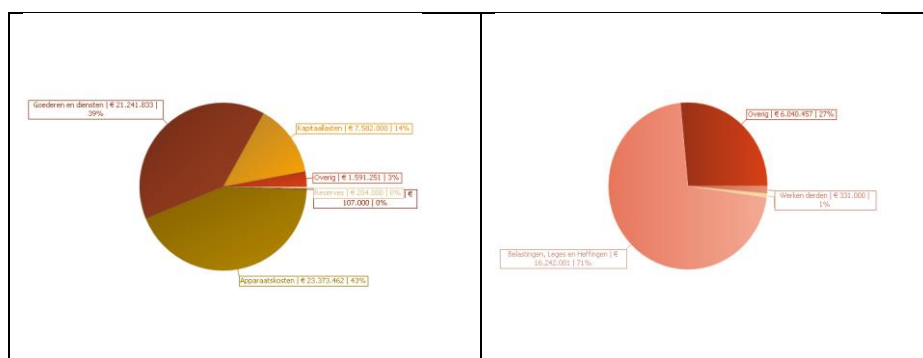 Goederen en diensten | € 21.241.833 |
39%
Kapitaallasten | € 7.582.000 | 14%
Overig | € 1.591.251 | 3%
Reserves | € 284.000 | 0%
€
107.000 | 0%
Apparaatskosten | € 23.373.462 | 43%
Overig | € 6.040.457 | 27%
Werken derden | € 331.000 |
1%
Belastingen, Leges en Heffingen | €
16.242.001 | 71%